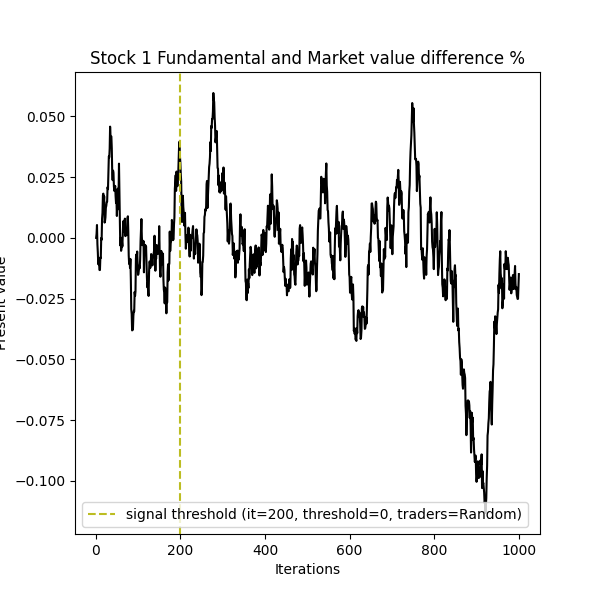 Stock 1 Fundamental and Market value difference %
Present value
0.050
0.025
0.000
−0.025
−0.050
−0.075
−0.100
signal threshold (it=200, threshold=0, traders=Random)
0 200 400 600 800 1000
Iterations